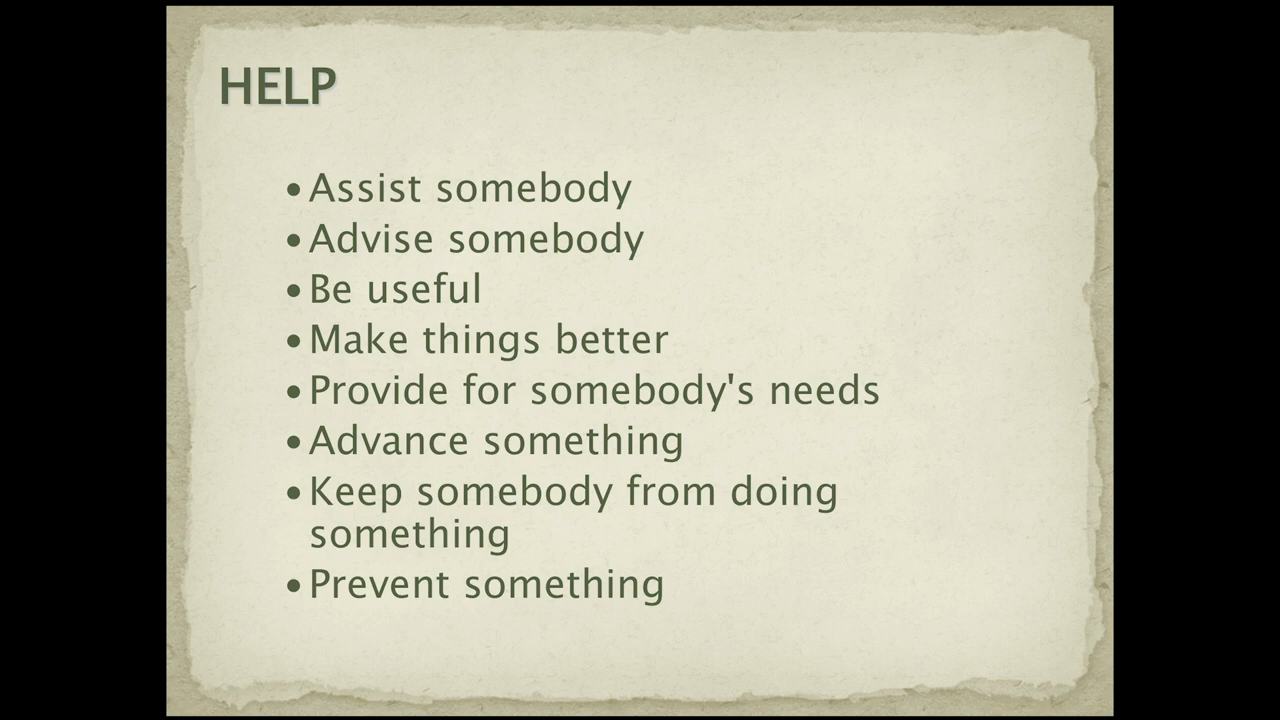 HELP
• Assist somebody
• Advise somebody
• Be useful
• Make things better
• Provide for somebody's needs
• Advance something
• Keep somebody from doing
something
• Prevent something